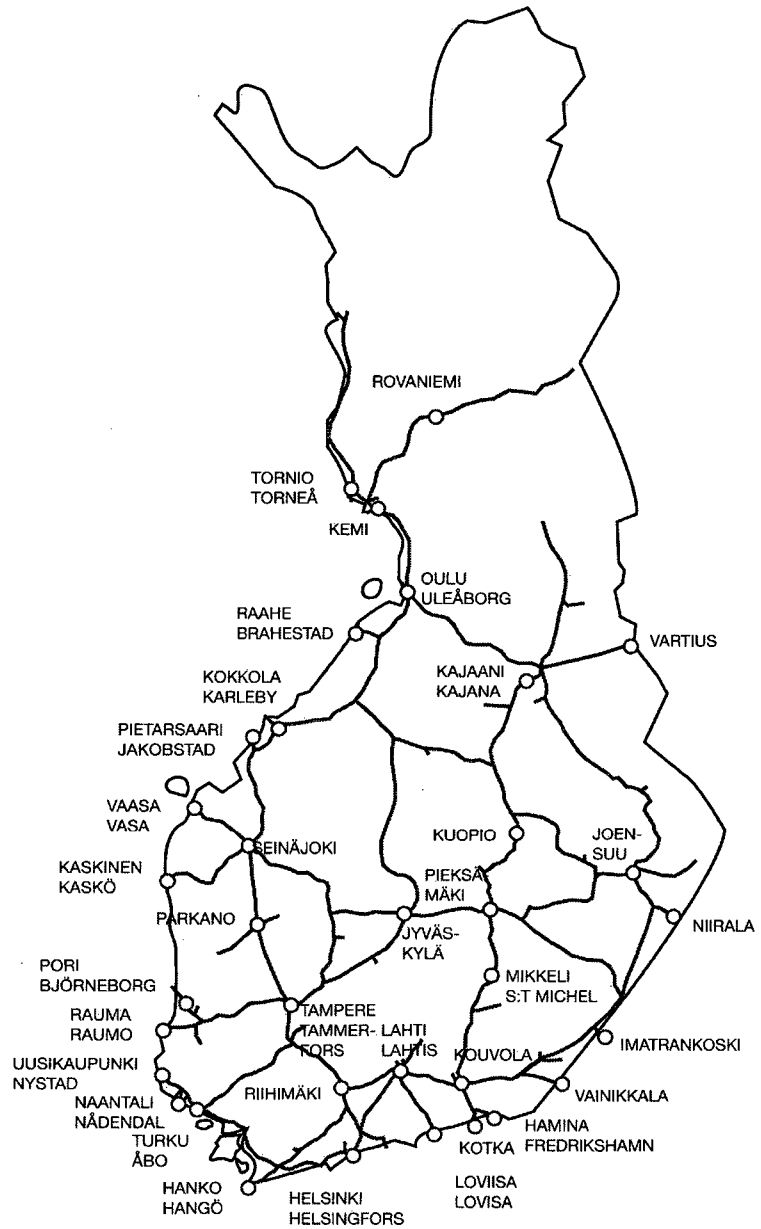 ROVANIEMI
TORNIO
TORNEÅ
KEMI
OULU
ULEÅBORG
RAAHE
BRAHESTAD
VARTIUS
KOKKOLA
KARLEBY
KAJAANI
KAJANA
PIETARSAARI
JAKOBSTAD
VAASA
VASA
KUOPIO
JOEN-
SUU
SEINÄJOKI
KASKINEN
KASKÖ
PIEKSÄ
MÄKI
PARKANO
JYVÄS-
KYLÄ
NIIRALA
PORI
BJÖRNEBORG
MIKKELI
S:T MICHEL
RAUMA
RAUMO
TAMPERE
TAMMER-
FORS
LAHTI
LAHTIS
KOUVOLA
IMATRANKOSKI
UUSIKAUPUNKI
NYSTAD
RIIHIMÄKI
VAINIKKALA
NAANTALI
NÅDENDAL
TURKU
ÅBO
KOTKA
HAMINA
FREDRIKSHAMN
HANKO
HANGÖ
HELSINKI
HELSINGFORS
LOVIISA
LOVISA